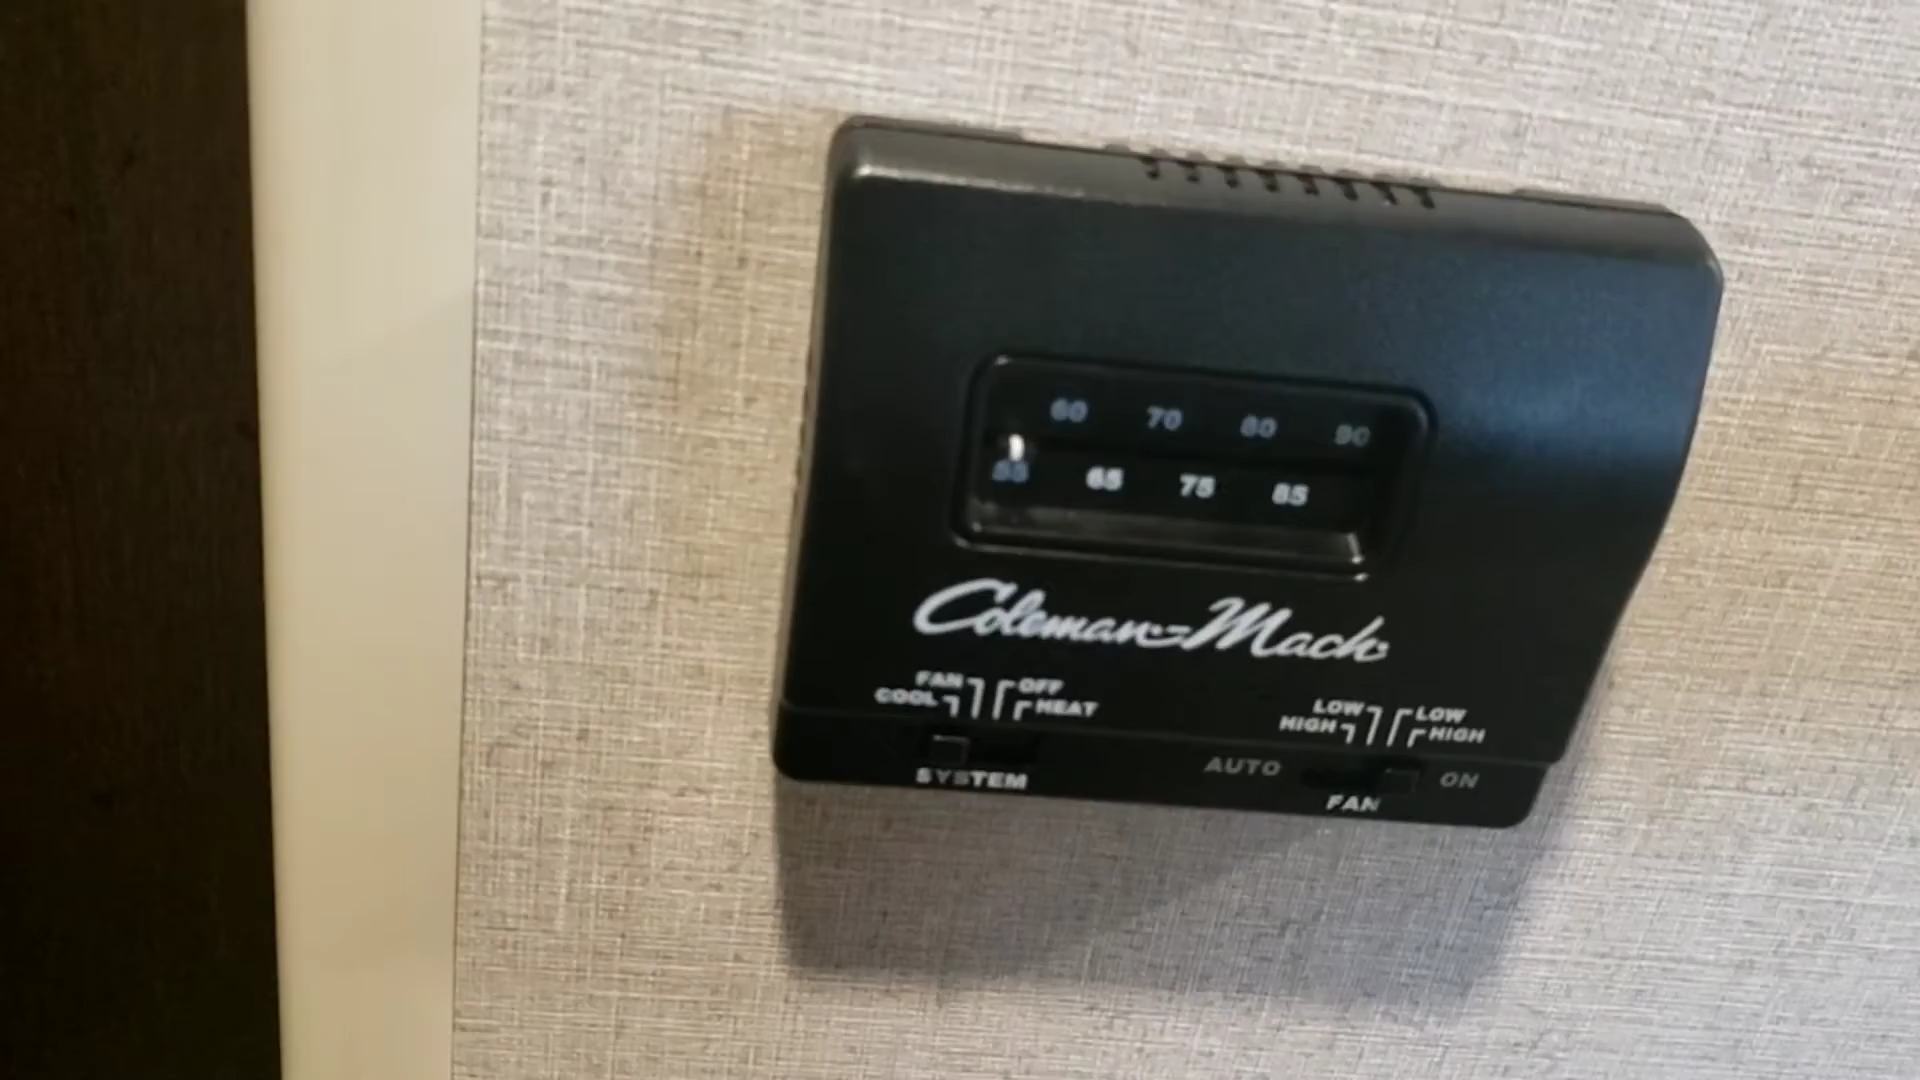 60 70 80 90
55 65 75 85
Coleman-Mach
FAN OFF
COOL HEAT
LOW LOW
HIGH HIGH
AUTO ON
SYSTEM
FAN